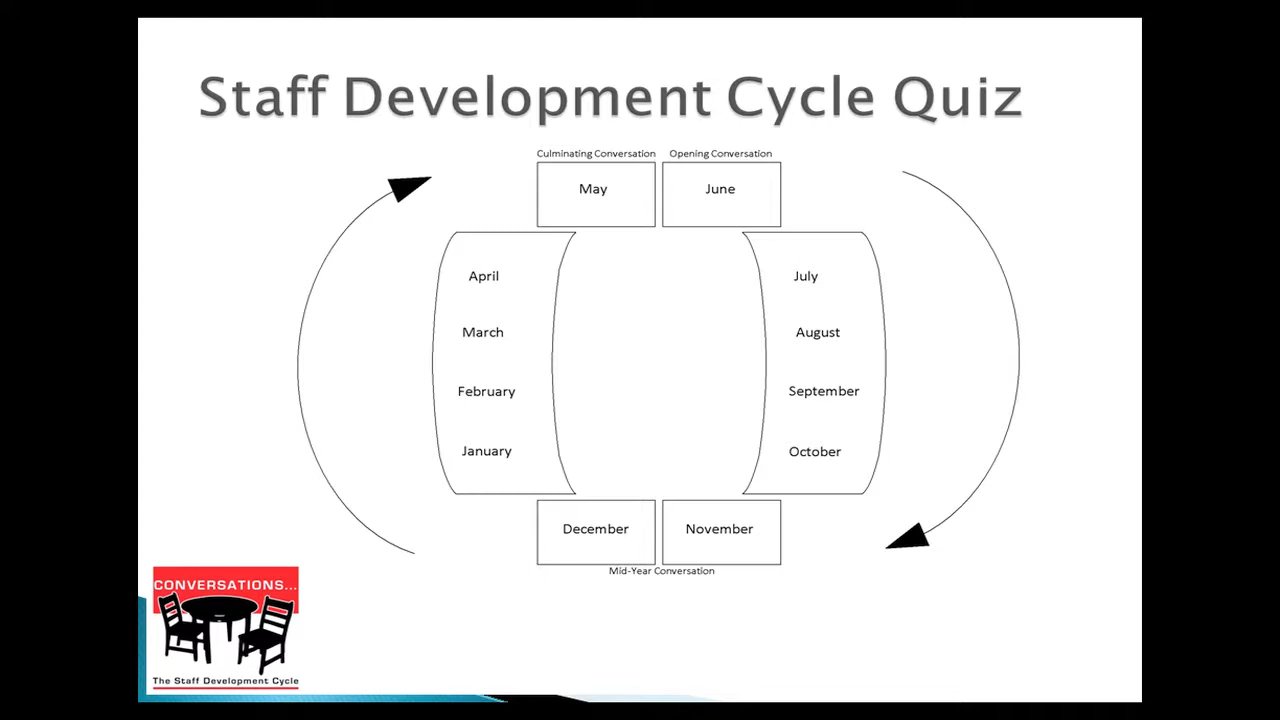 Staff Development Cycle Quiz
Culminating Conversation
Opening Conversation
May
June
April
July
March
August
February
September
January
October
December
November
Mid-Year Conversation
CONVERSATIONS...
The Staff Development Cycle